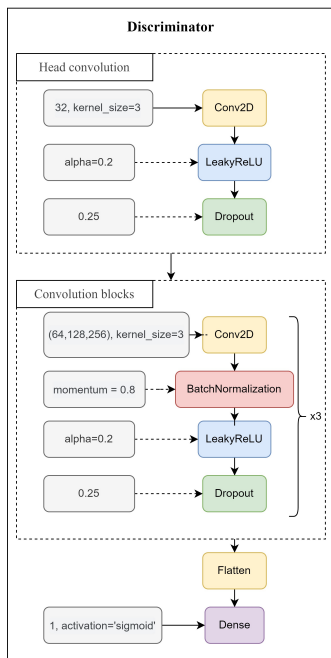 Discriminator
Head convolution
32, kernel_size=3
Conv2D
alpha=0.2
LeakyReLU
0.25
Dropout
Convolution blocks
(64,128,256), kernel_size=3
Conv2D
momentum = 0.8
BatchNormalization
x3
alpha=0.2
LeakyReLU
0.25
Dropout
Flatten
1, activation='sigmoid'
Dense